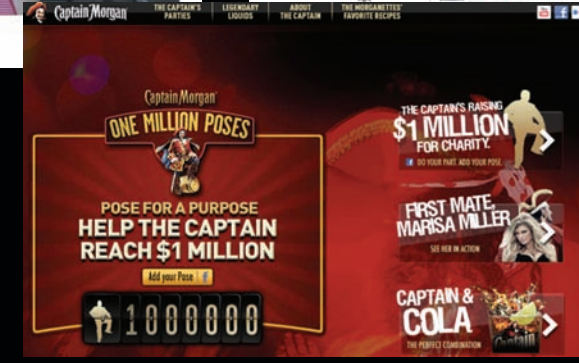 Captain Morgan
THE CAPTAIN'S
PARTIES
LEGENDARY
LIQUIDS
ABOUT
THE CAPTAIN
THE MORGANETTES'
FAVORITE RECIPES
Captain Morgan
ONE MILLION POSES
POSE FOR A PURPOSE
HELP THE CAPTAIN
REACH $1 MILLION
Add your Pose f
1000000
THE CAPTAIN'S RAISING
$1 MILLION
FOR CHARITY.
f DO YOUR PART. ADD YOUR POSE.
FIRST MATE,
MARISA MILLER
SEE HER IN ACTION
CAPTAIN &
COLA
Captain
THE PERFECT COMBINATION